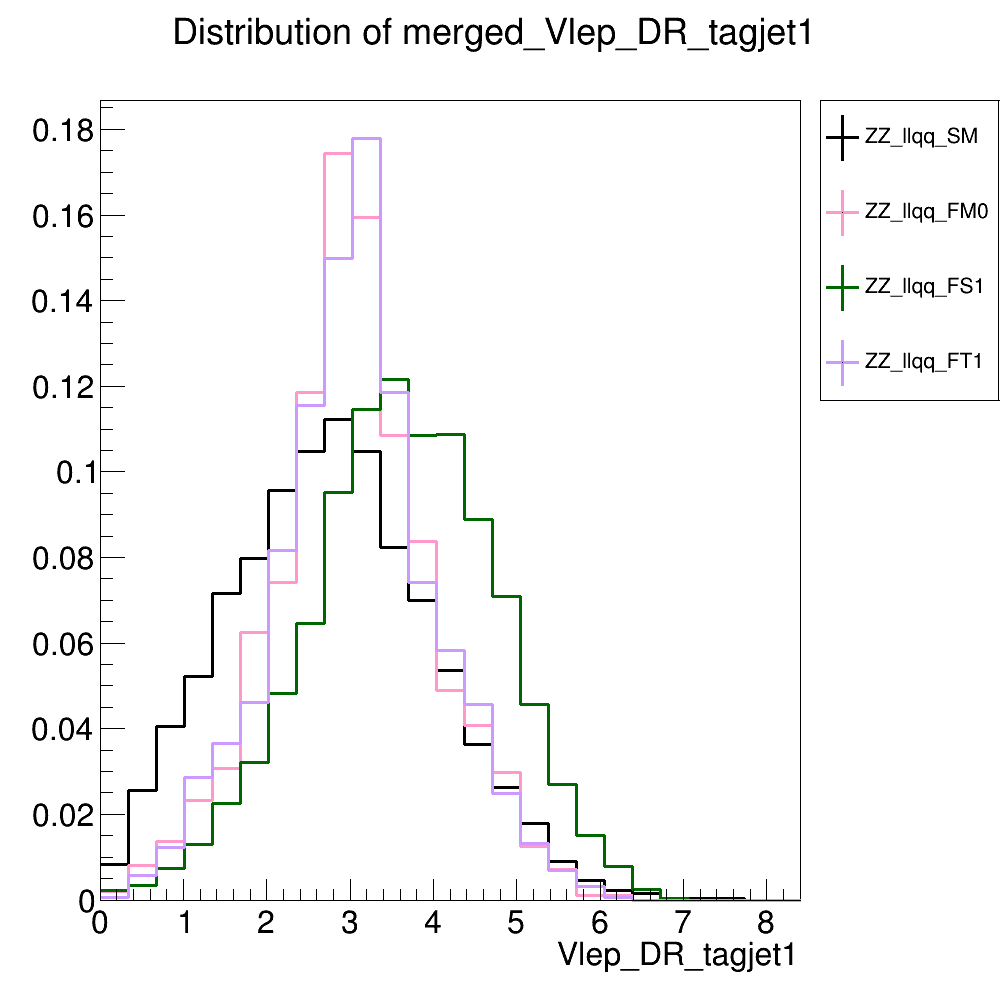 Distribution of merged_Vlep_DR_tagjet1
0.18
0.16
0.14
0.12
0.1
0.08
0.06
0.04
0.02
0
0 1 2 3 4 5 6 7 8
Vlep_DR_tagjet1
ZZ_llqq_SM
ZZ_llqq_FM0
ZZ_llqq_FS1
ZZ_llqq_FT1